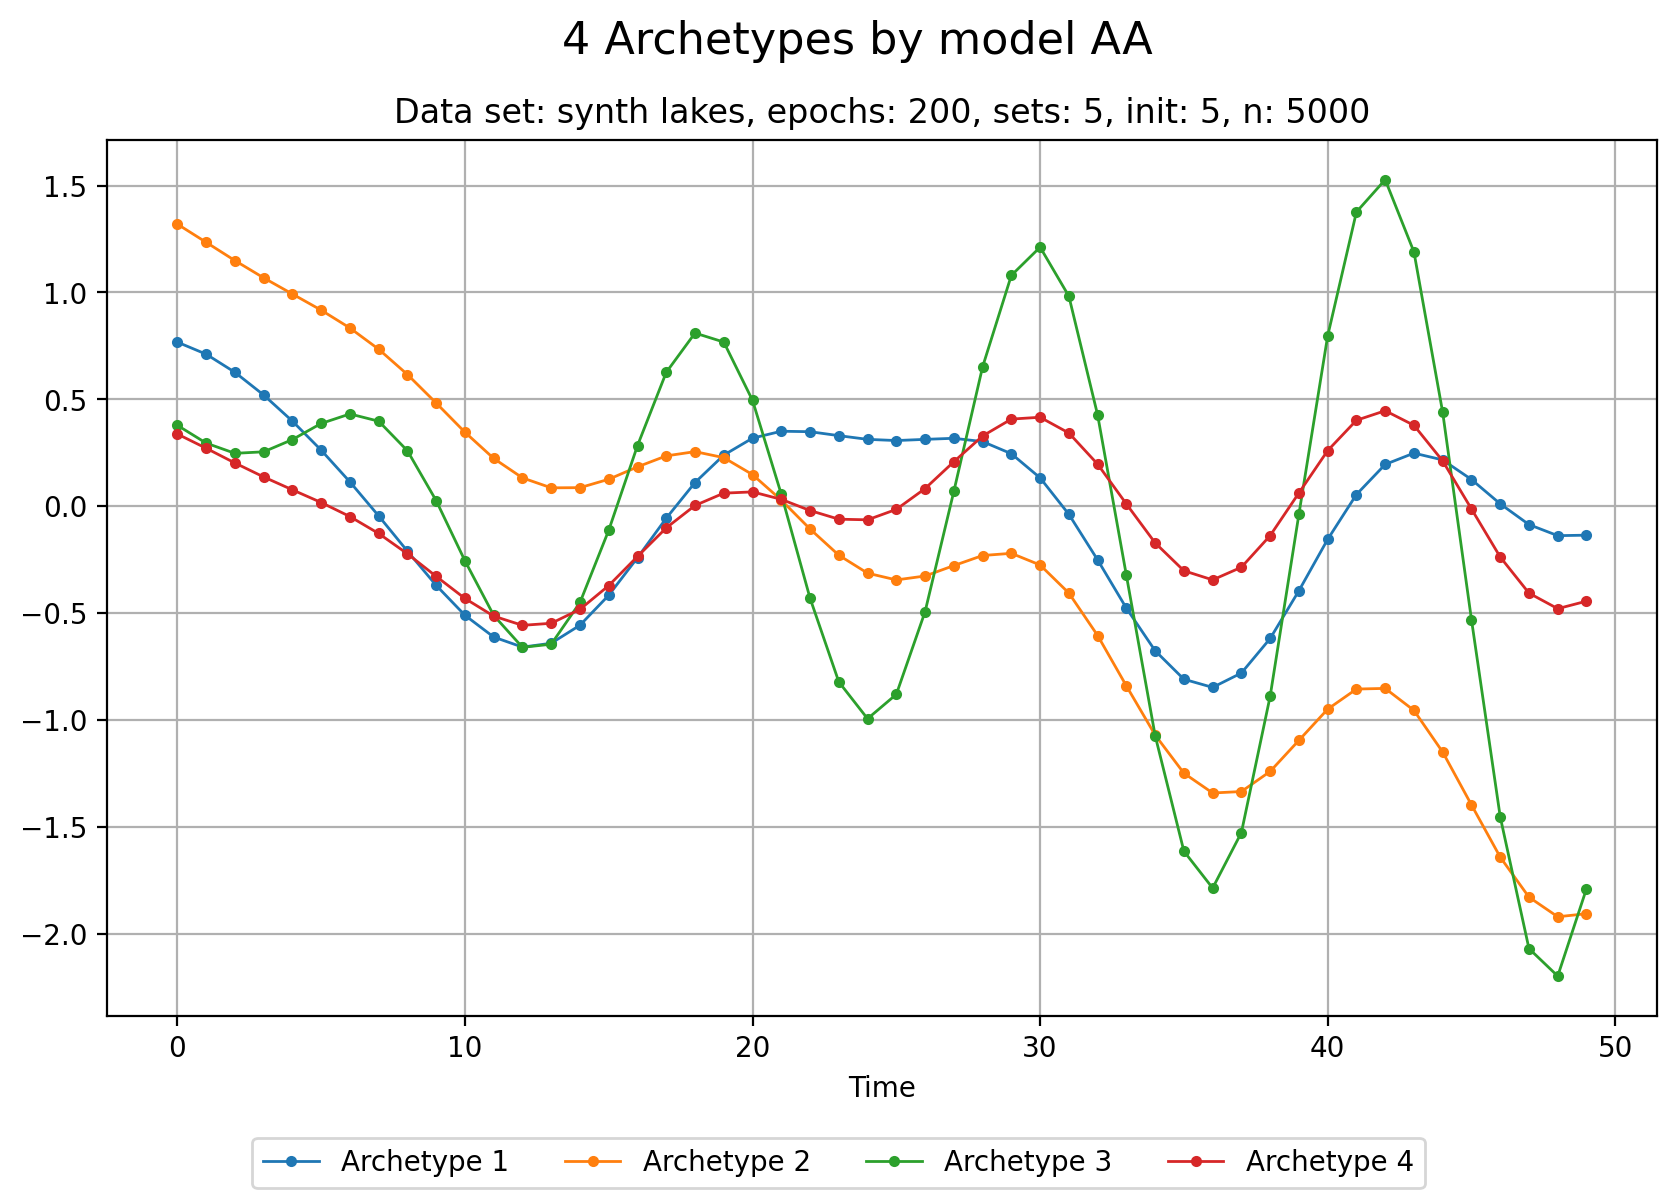 4 Archetypes by model AA
Data set: synth lakes, epochs: 200, sets: 5, init: 5, n: 5000
1.5
1.0
0.5
0.0
−0.5
−1.0
−1.5
−2.0
0 10 20 30 40 50
Time
Archetype 1 Archetype 2 Archetype 3 Archetype 4